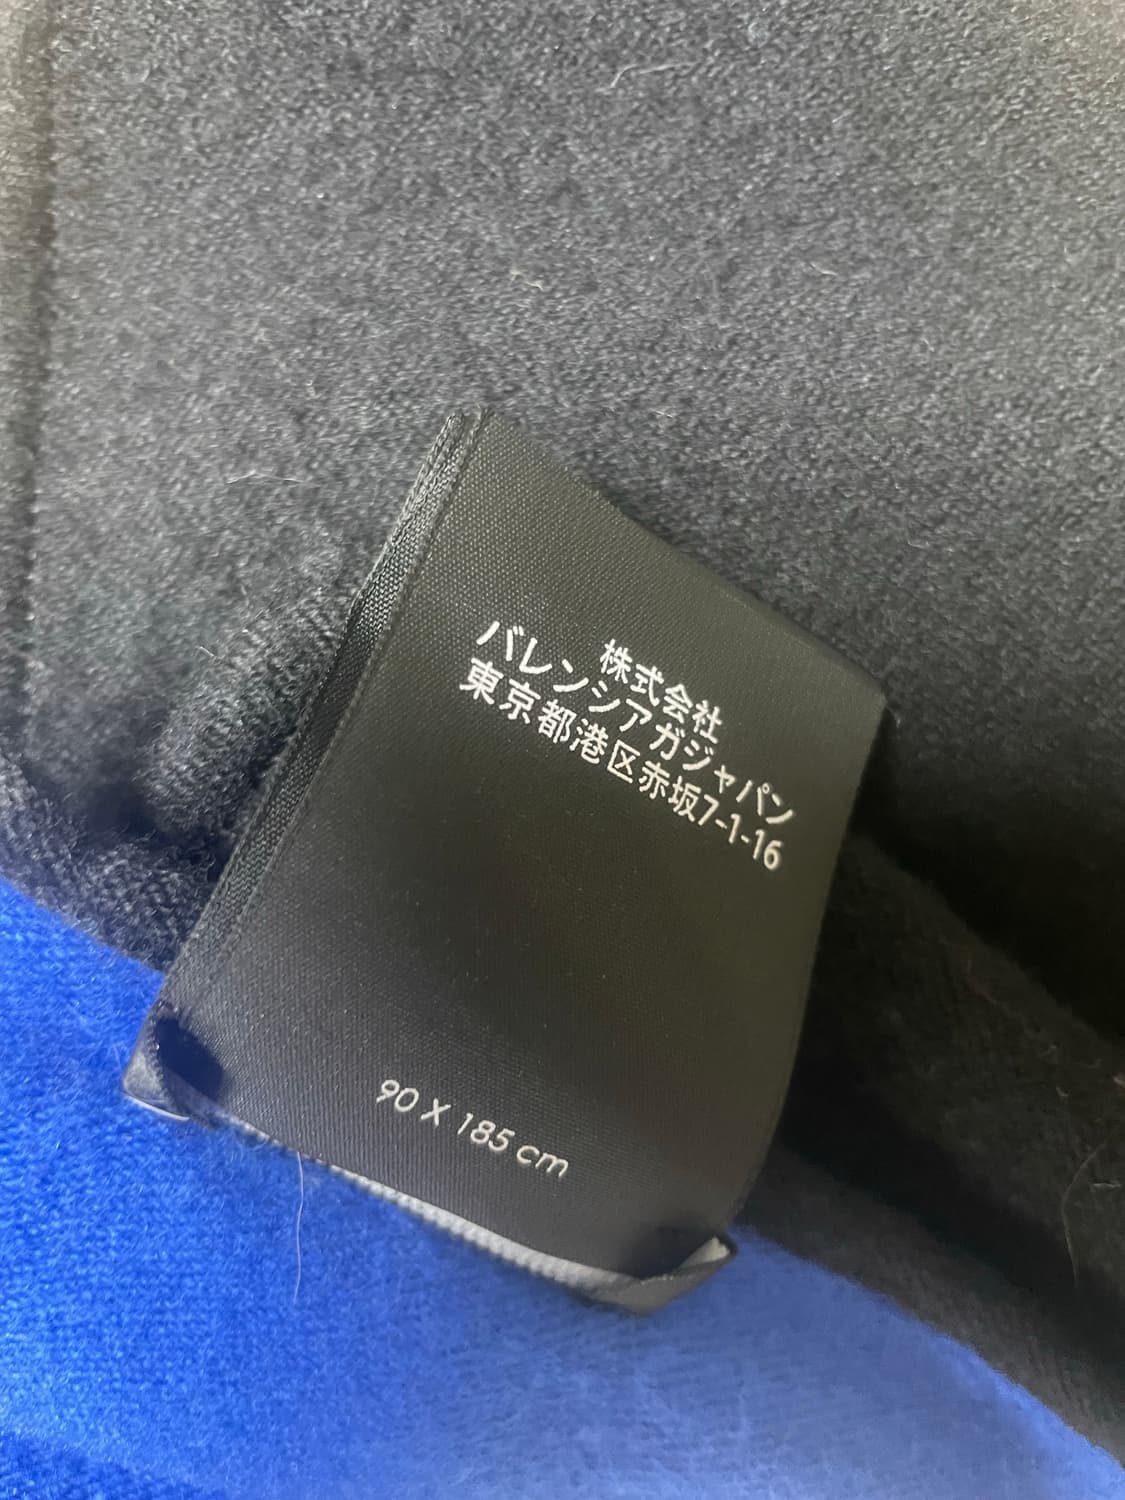 株式会社
バレンシアガジャパン
東京都港区赤坂7-1-16
90 X 185 cm